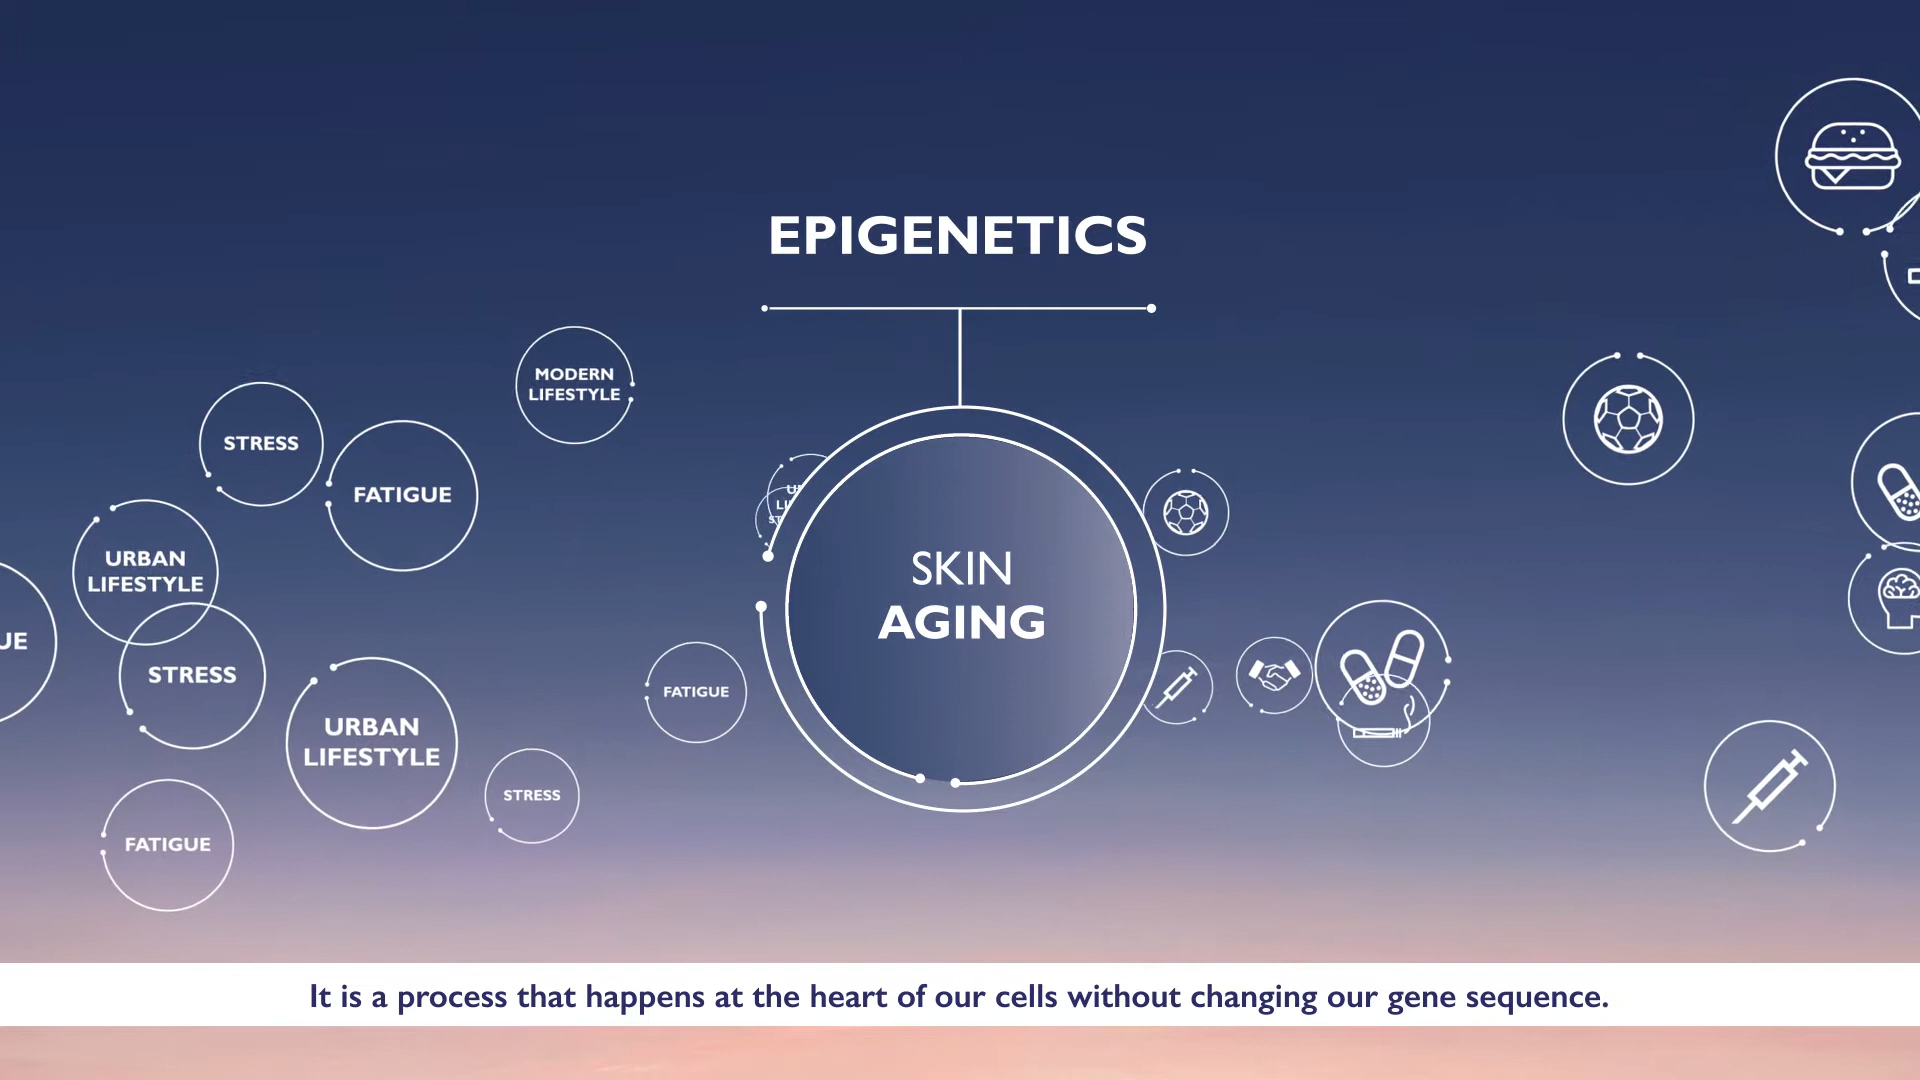 EPIGENETICS
MODERN
LIFESTYLE
STRESS
FATIGUE
URBAN
LIFESTYLE
UE
STRESS
URBAN
LIFESTYLE
FATIGUE
STRESS
FATIGUE
SKIN
AGING
It is a process that happens at the heart of our cells without changing our gene sequence.